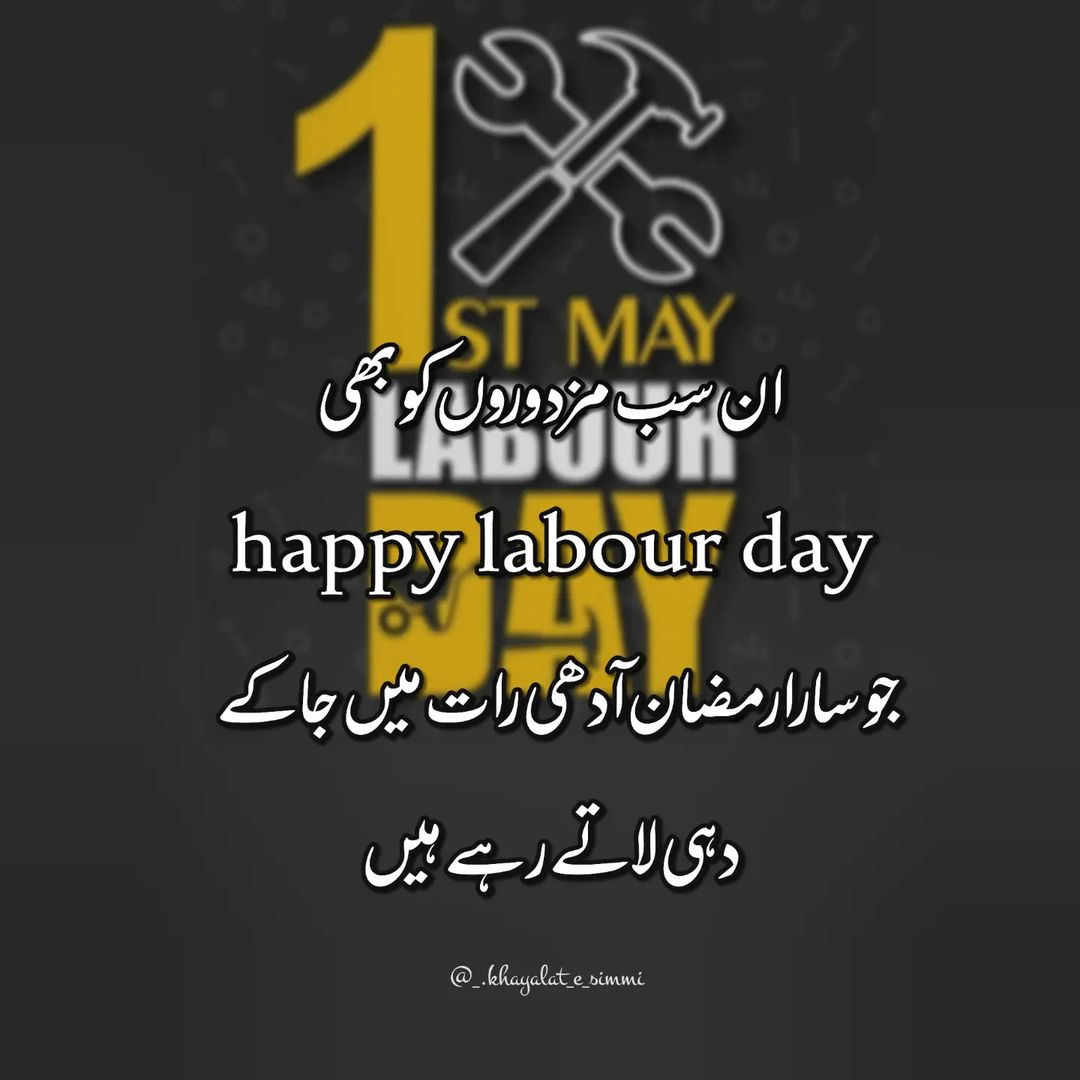 1ST MAY
LABOUR
DAY
ان سب مزدوروں کو بھی
happy labour day
جو سارا رمضان آدھی رات میں جا کے
دہی لاتے رہے ہیں
@_.khayalat_e_simmi